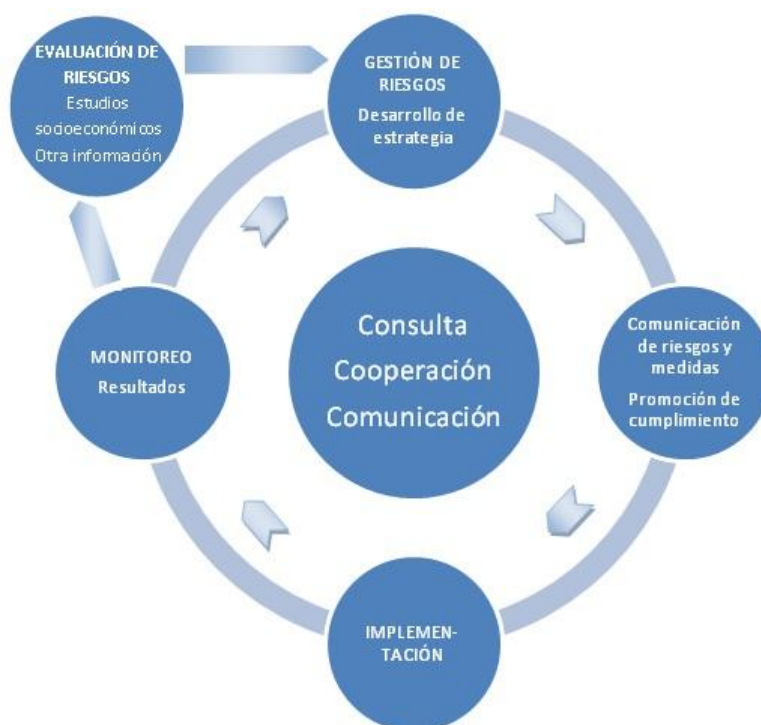 EVALUACIÓN DE
RIESGOS
Estudios
socioeconómicos
Otra información
GESTIÓN DE
RIESGOS
Desarrollo de
estrategia
Comunicación
de riesgos y
medidas
Promoción de
cumplimiento
IMPLEMEN-
TACIÓN
MONITOREO
Resultados
Consulta
Cooperación
Comunicación